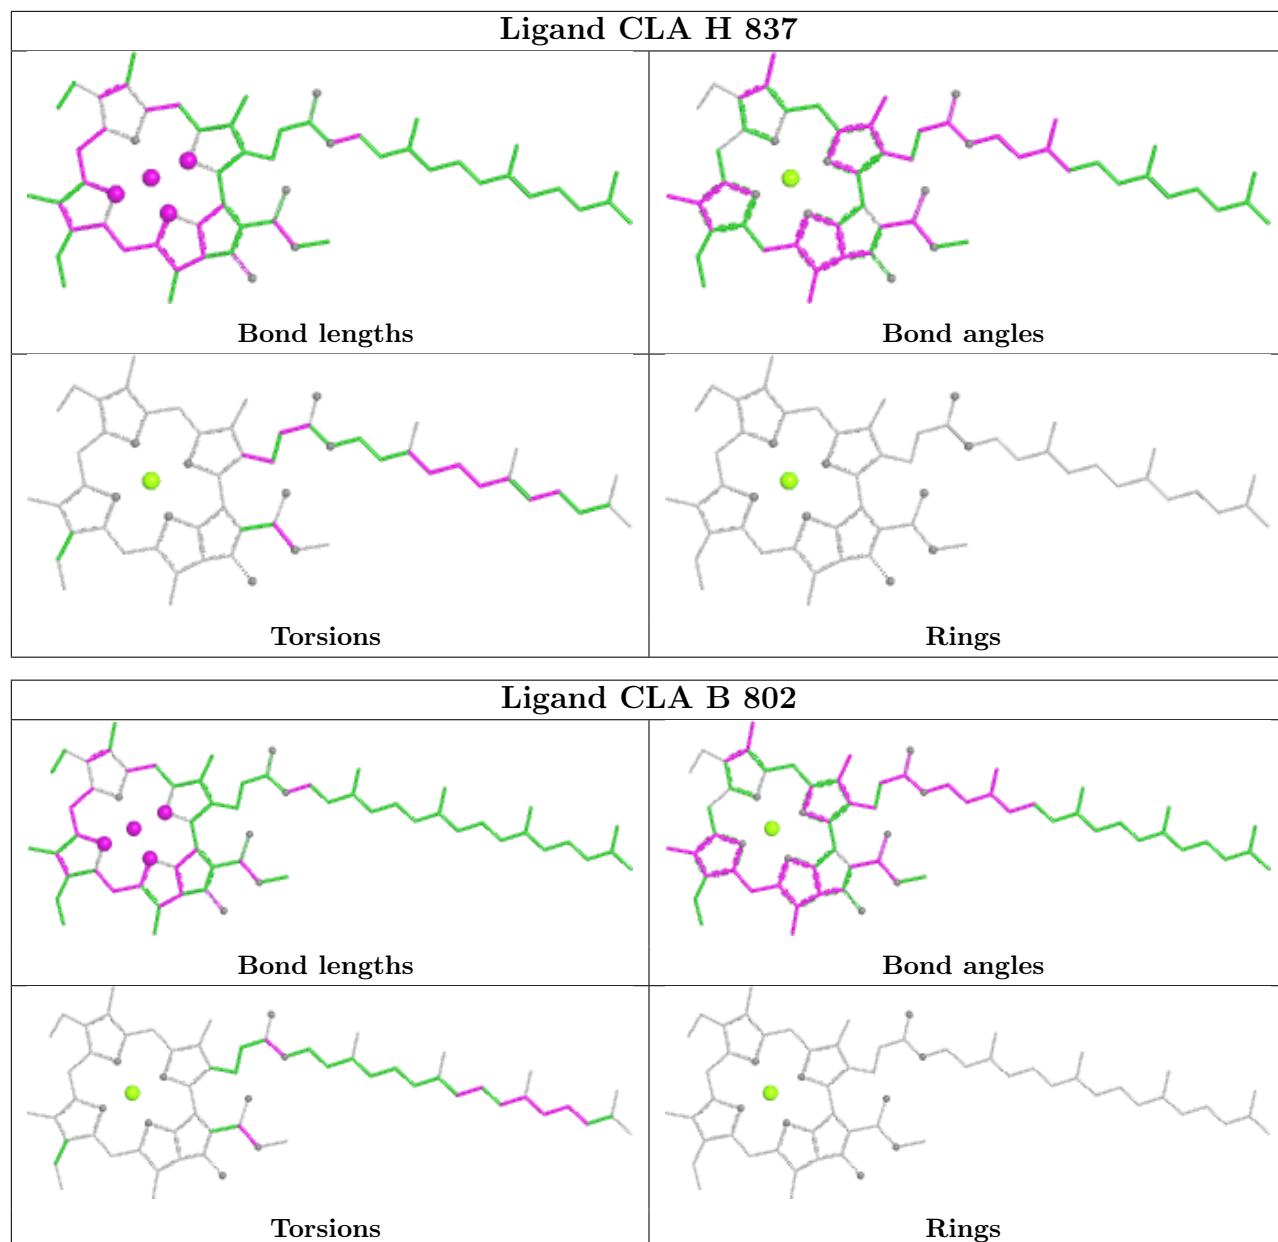 Ligand CLA H 837
Bond lengths
Bond angles
Torsions
Rings
Ligand CLA B 802
Bond lengths
Bond angles
Torsions
Rings